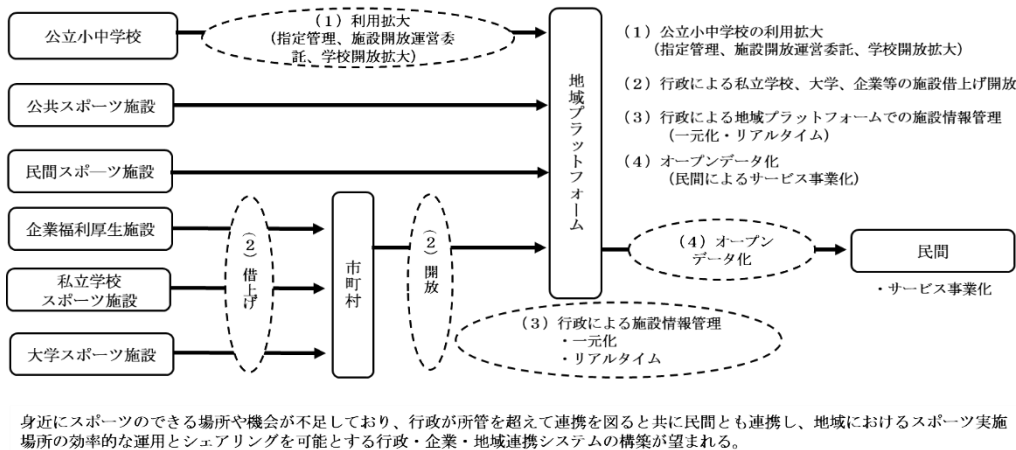 公立小中学校
公共スポーツ施設
民間スポーツ施設
企業福利厚生施設
私立学校
スポーツ施設
大学スポーツ施設
(1)利用拡大
(指定管理、施設開放運営委
託、学校開放拡大)
(2)借上げ
市町村
(2)開放
地域プラットフォーム
(3)行政による施設情報管理
・一元化
・リアルタイム
(4)オープン
データ化
民間
・サービス事業化
(1)公立小中学校の利用拡大
(指定管理、施設開放運営委託、学校開放拡大)
(2)行政による私立学校、大学、企業等の施設借上げ開放
(3)行政による地域プラットフォームでの施設情報管理
(一元化・リアルタイム)
(4)オープンデータ化
(民間によるサービス事業化)
身近にスポーツのできる場所や機会が不足しており、行政が所管を超えて連携を図ると共に民間とも連携し、地域におけるスポーツ実施
場所の効率的な運用とシェアリングを可能とする行政・企業・地域連携システムの構築が望まれる。